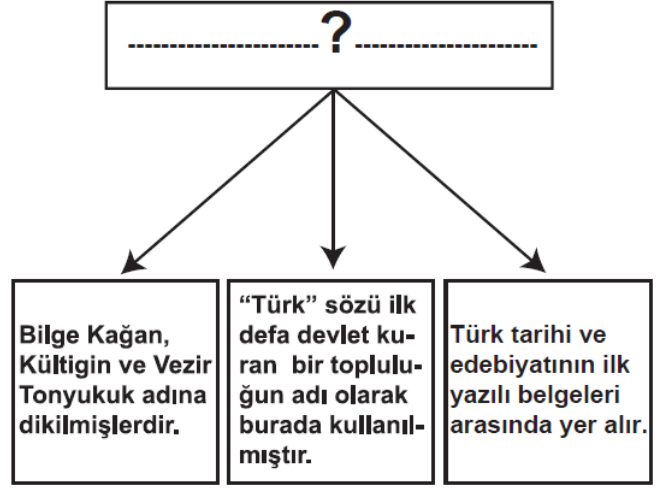 ----------------------?---------------------
Bilge Kağan,
Kültigin ve Vezir
Tonyukuk adına
dikilmişlerdir.
“Türk” sözü ilk
defa devlet ku-
ran bir toplulu-
ğun adı olarak
burada kullanıl-
mıştır.
Türk tarihi ve
edebiyatının ilk
yazılı belgeleri
arasında yer alır.